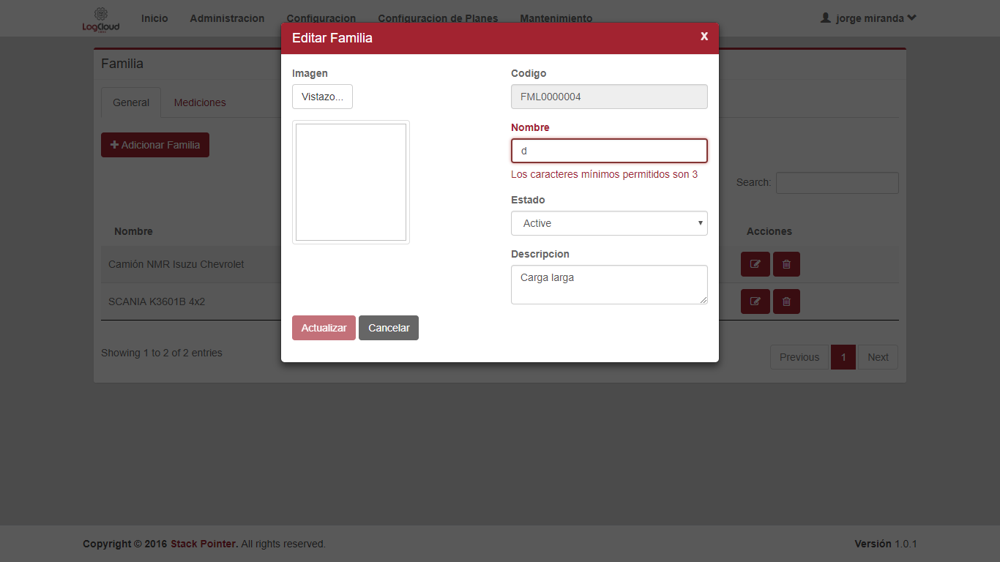 LogCloud
Inicio Administracion Configuracion Configuracion de Planes Mantenimiento jorge miranda
Editar Familia x
Familia
General Mediciones
Adicionar Familia
Imagen
Vistazo...
Codigo
FML0000004
Nombre
d
Los caracteres mínimos permitidos son 3
Estado
Active
Descripcion
Carga larga
Actualizar Cancelar
Search:
Nombre Acciones
Camión NMR Isuzu Chevrolet
SCANIA K3601B 4x2
Showing 1 to 2 of 2 entries
Previous 1 Next
Copyright © 2016 Stack Pointer. All rights reserved. Versión 1.0.1